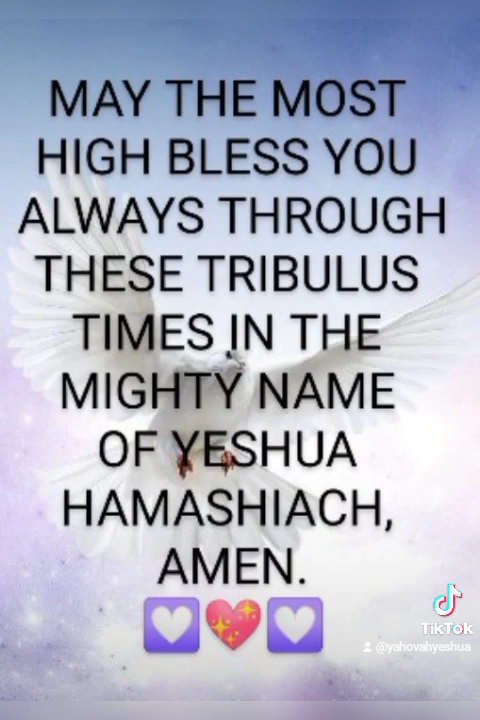 MAY THE MOST
HIGH BLESS YOU
ALWAYS THROUGH
THESE TRIBULUS
TIMES IN THE
MIGHTY NAME
OF YESHUA
HAMASHIACH,
AMEN.
💟💖💟
TikTok
@yahovahyeshua